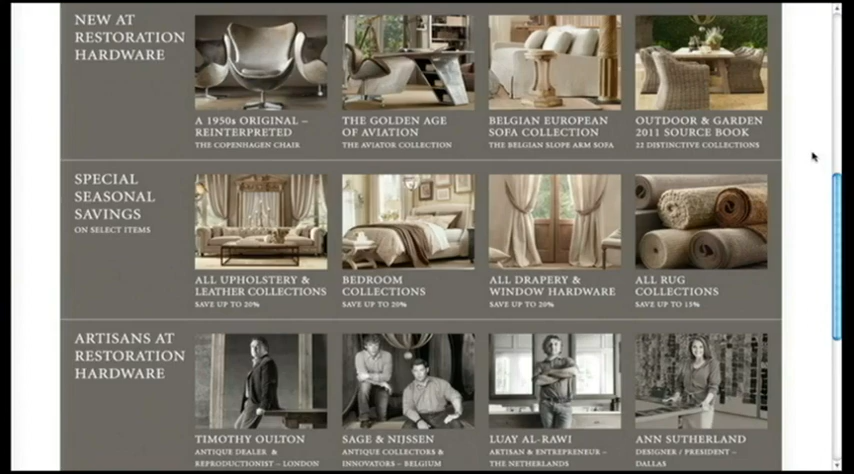 NEW AT
RESTORATION
HARDWARE
A 1950s ORIGINAL –
REINTERPRETED
THE COPENHAGEN CHAIR
THE GOLDEN AGE
OF AVIATION
THE AVIATOR COLLECTION
BELGIAN EUROPEAN
SOFA COLLECTION
THE BELGIAN SLOPE ARM SOFA
OUTDOOR & GARDEN
2011 SOURCE BOOK
22 DISTINCTIVE COLLECTIONS
SPECIAL
SEASONAL
SAVINGS
ON SELECT ITEMS
ALL UPHOLSTERY &
LEATHER COLLECTIONS
SAVE UP TO 20%
BEDROOM
COLLECTIONS
SAVE UP TO 20%
ALL DRAPERY &
WINDOW HARDWARE
SAVE UP TO 20%
ALL RUG
COLLECTIONS
SAVE UP TO 15%
ARTISANS AT
RESTORATION
HARDWARE
TIMOTHY OULTON
ANTIQUE DEALER &
REPRODUCTIONIST – LONDON
SAGE & NIJSSEN
ANTIQUE COLLECTORS &
INNOVATORS – BELGIUM
LUAY AL-RAWI
ARTISAN & ENTREPRENEUR –
THE NETHERLANDS
ANN SUTHERLAND
DESIGNER / PRESIDENT –
DALLAS